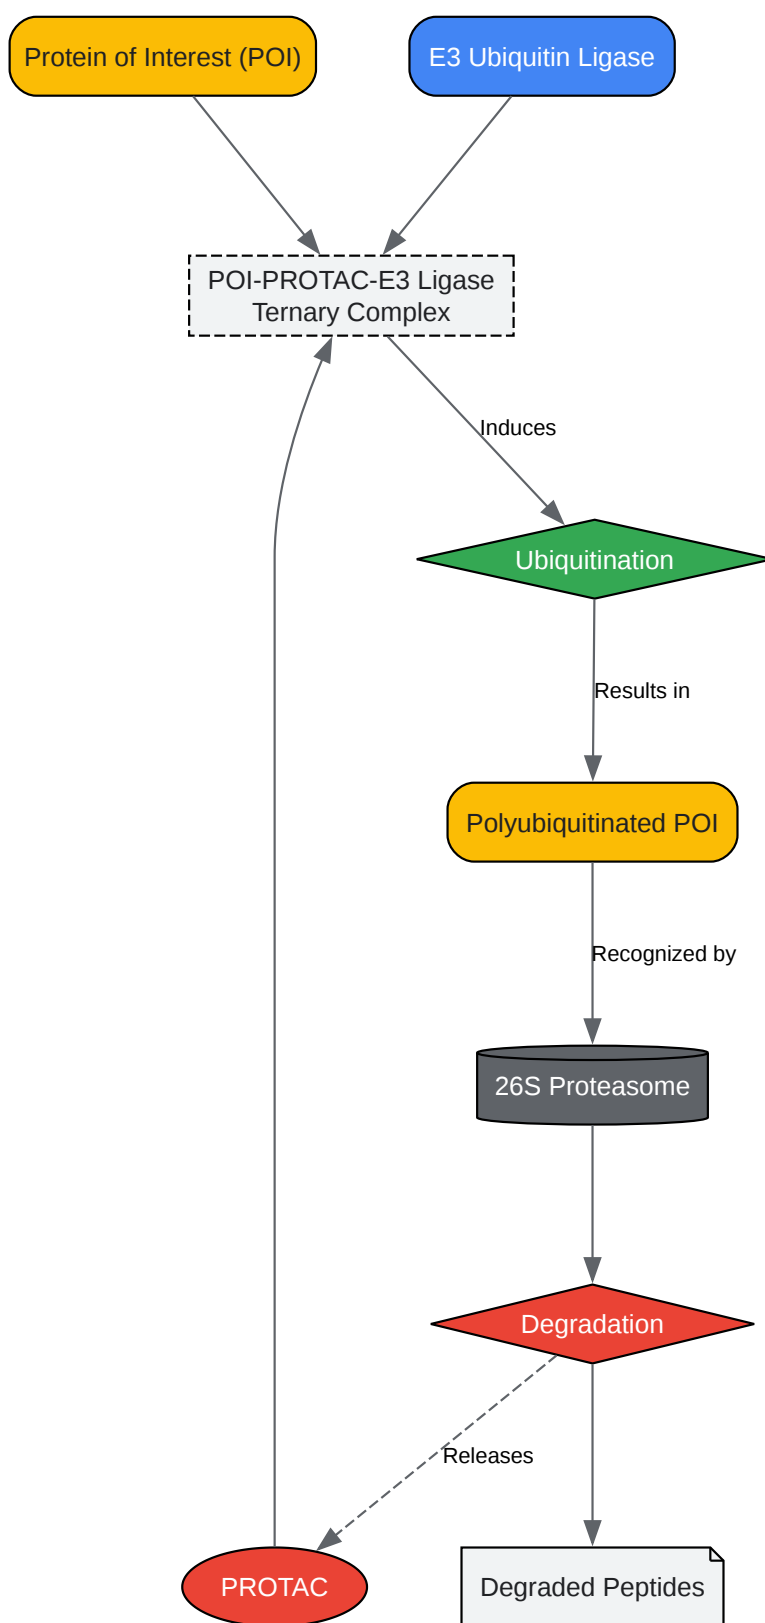 Protein of Interest (POI)
E3 Ubiquitin Ligase
POI-PROTAC-E3 Ligase
Ternary Complex
Induces
Ubiquitination
Results in
Polyubiquitinated POI
Recognized by
26S Proteasome
Degradation
Releases
PROTAC
Degraded Peptides